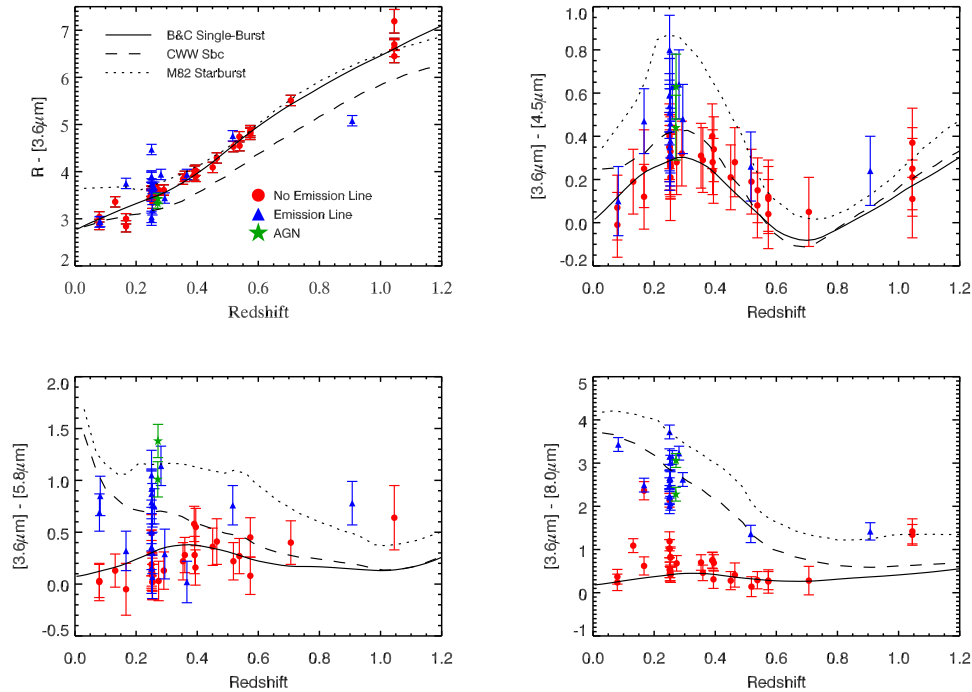 R - [3.6μm]
7
6
5
4
3
2
B&C Single-Burst
CWW Sbc
M82 Starburst
No Emission Line
Emission Line
AGN
0.0 0.2 0.4 0.6 0.8 1.0 1.2
Redshift
[3.6μm] - [4.5μm]
1.0
0.8
0.6
0.4
0.2
0.0
-0.2
0.0 0.2 0.4 0.6 0.8 1.0 1.2
Redshift
[3.6μm] - [5.8μm]
2.0
1.5
1.0
0.5
0.0
-0.5
0.0 0.2 0.4 0.6 0.8 1.0 1.2
Redshift
[3.6μm] - [8.0μm]
5
4
3
2
1
0
-1
0.0 0.2 0.4 0.6 0.8 1.0 1.2
Redshift